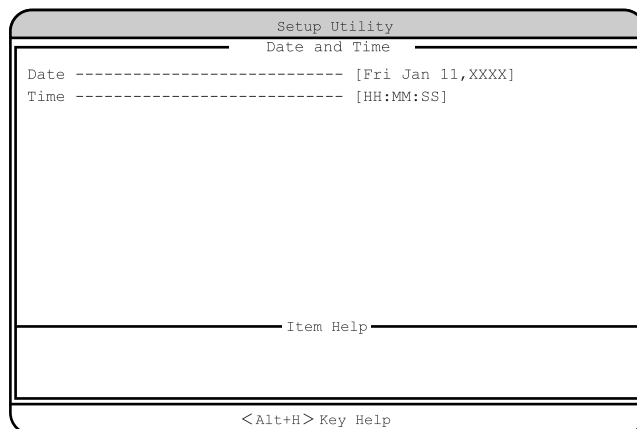 Setup Utility
Date and Time
Date ---------------------------- [Fri Jan 11,XXXX]
Time ---------------------------- [HH:MM:SS]
Item Help
<Alt+H> Key Help